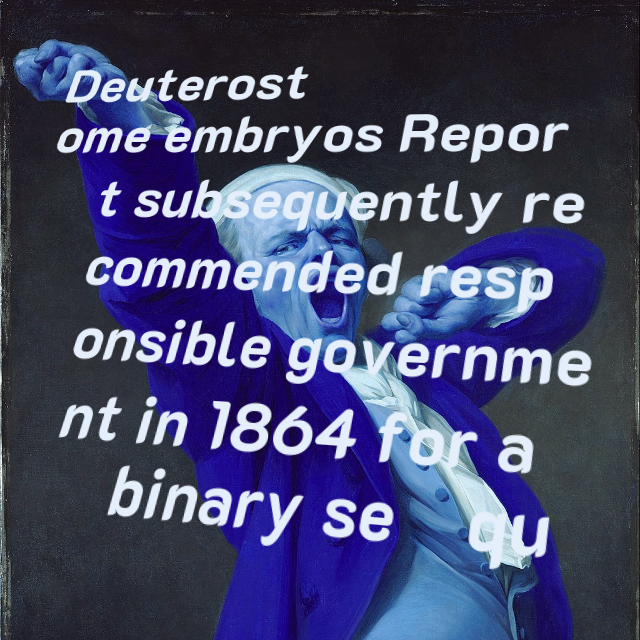 Deuterost
ome embryos Repor
t subsequently re
commended resp
onsible governme
nt in 1864 for a
binary se qu